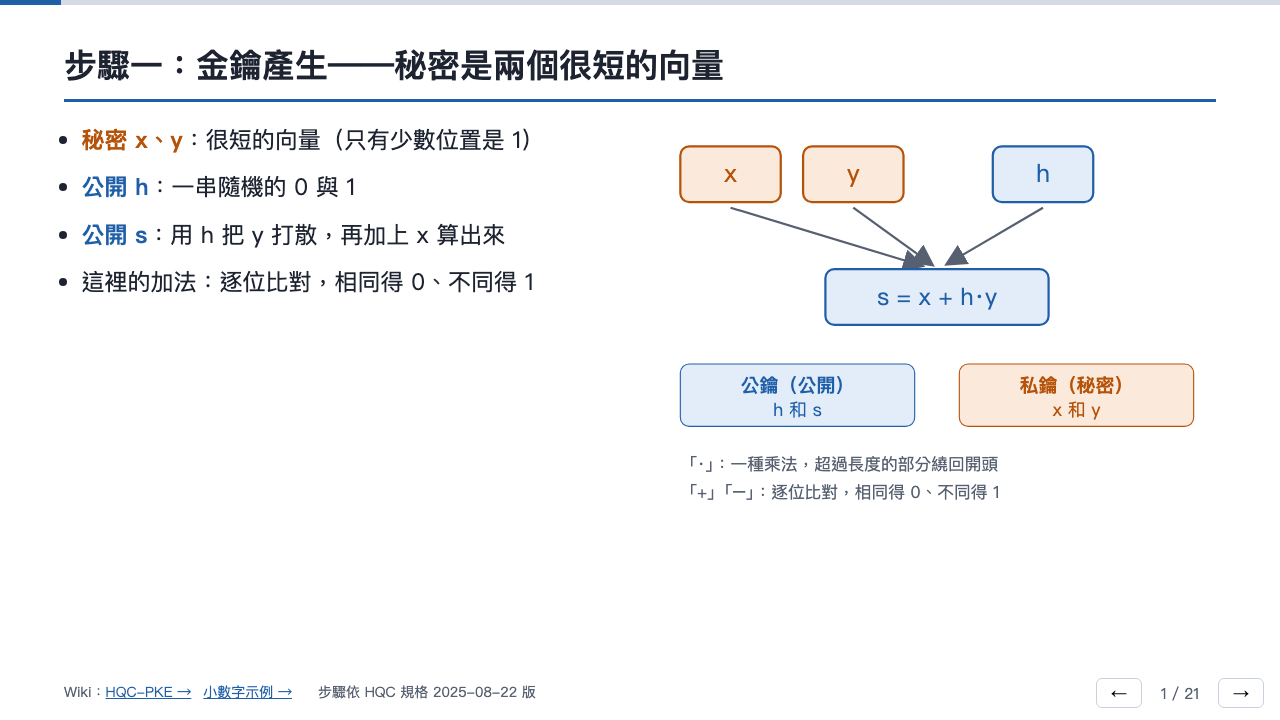 步驟一：金鑰產生——秘密是兩個很短的向量
• 秘密 x、y：很短的向量（只有少數位置是 1）
• 公開 h：一串隨機的 0 與 1
• 公開 s：用 h 把 y 打散，再加上 x 算出來
• 這裡的加法：逐位比對，相同得 0、不同得 1
x
y
h
s = x + h·y
公鑰（公開）
h 和 s
私鑰（秘密）
x 和 y
「·」：一種乘法，超過長度的部分繞回開頭
「+」「−」：逐位比對，相同得 0、不同得 1
Wiki：HQC-PKE → 小數字示例 → 步驟依 HQC 規格 2025-08-22 版
← 1 / 21 →